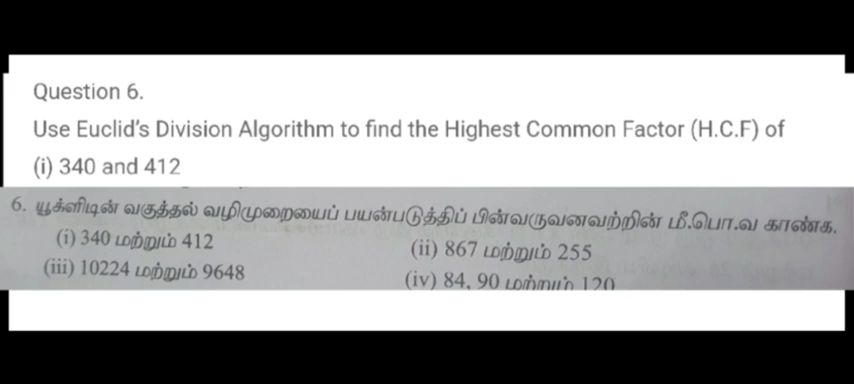 Question 6.
Use Euclid's Division Algorithm to find the Highest Common Factor (H.C.F) of
(i) 340 and 412
6. யூக்ளிடின் வகுத்தல் வழிமுறையைப் பயன்படுத்திப் பின்வருவனவற்றின் மீ.பொ.வ காண்க.
(i) 340 மற்றும் 412 (ii) 867 மற்றும் 255
(iii) 10224 மற்றும் 9648 (iv) 84, 90 மற்றும் 120